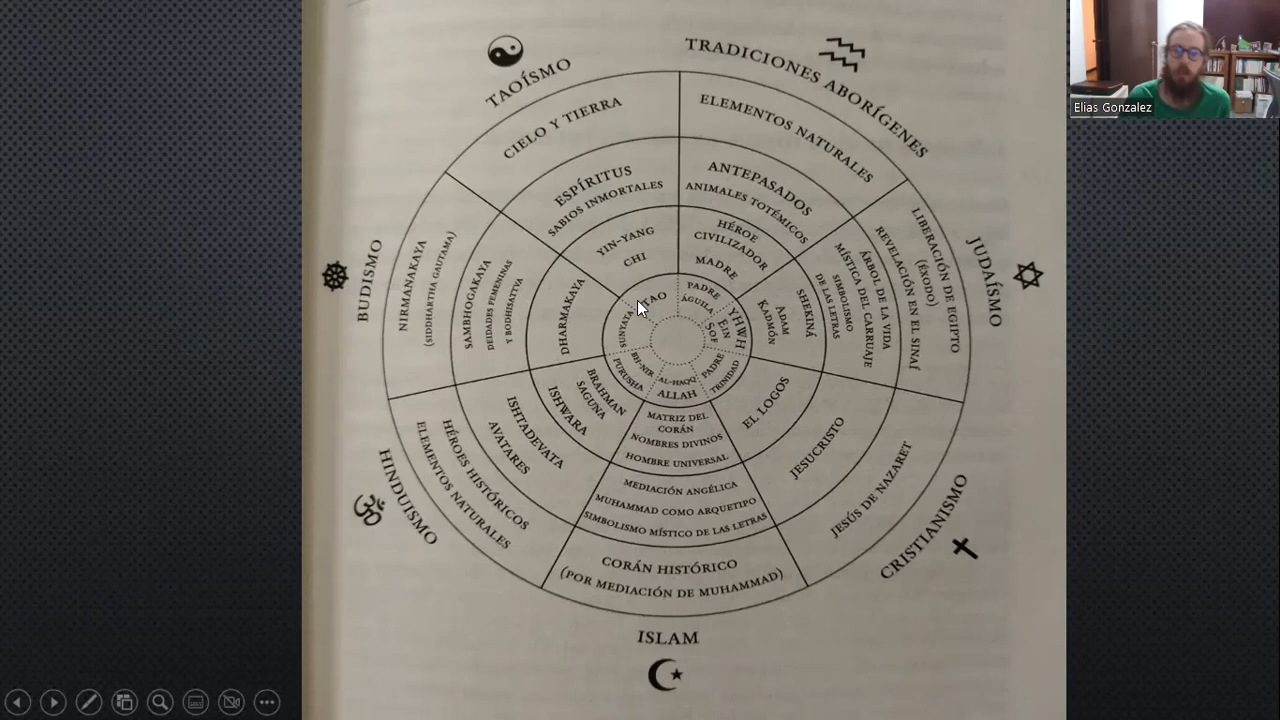 TAOÍSMO
CIELO Y TIERRA
ESPÍRITUS
SABIOS INMORTALES
YIN-YANG
CHI
TAO
TRADICIONES ABORÍGENES
ELEMENTOS NATURALES
ANTEPASADOS
ANIMALES TOTÉMICOS
HÉROE
CIVILIZADOR
MADRE
PADRE
ÁGUILA
JUDAÍSMO
LIBERACIÓN DE EGIPTO
(ÉXODO)
REVELACIÓN EN EL SINAÍ
ÁRBOL DE LA VIDA
MÍSTICA DEL CARRUAJE
SIMBOLISMO
DE LAS LETRAS
SHEKINÁ
ADAM
KADMÓN
YHWH
EIN
SOF
CRISTIANISMO
JESÚS DE NAZARET
JESUCRISTO
EL LOGOS
TRINIDAD
PADRE
ISLAM
CORÁN HISTÓRICO
(POR MEDIACIÓN DE MUHAMMAD)
MEDIACIÓN ANGÉLICA
MUHAMMAD COMO ARQUETIPO
SIMBOLISMO MÍSTICO DE LAS LETRAS
MATRIZ DEL
CORÁN
NOMBRES DIVINOS
HOMBRE UNIVERSAL
AL-HAQQ
ALLAH
HINDUISMO
ELEMENTOS NATURALES
HÉROES HISTÓRICOS
AVATARES
ISHTADEVATA
ISHWARA
BRAHMAN
SAGUNA
PURUSHA
BH-NIR
BUDISMO
NIRMANAKAYA
(SIDDHARTHA GAUTAMA)
SAMBHOGAKAYA
DEIDADES FEMENINAS
Y BODHISATTVA
DHARMAKAYA
SUNYATA
Elias Gonzalez